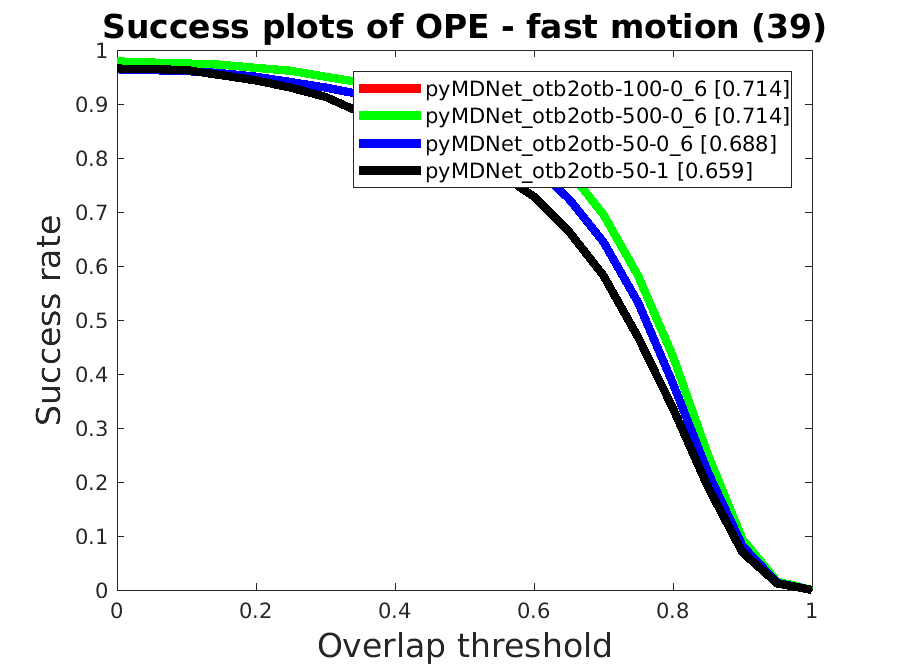 Success plots of OPE - fast motion (39)
1
0.9
0.8
0.7
0.6
0.5
0.4
0.3
0.2
0.1
0
Success rate
pyMDNet_otb2otb-100-0_6 [0.714]
pyMDNet_otb2otb-500-0_6 [0.714]
pyMDNet_otb2otb-50-0_6 [0.688]
pyMDNet_otb2otb-50-1 [0.659]
0 0.2 0.4 0.6 0.8 1
Overlap threshold